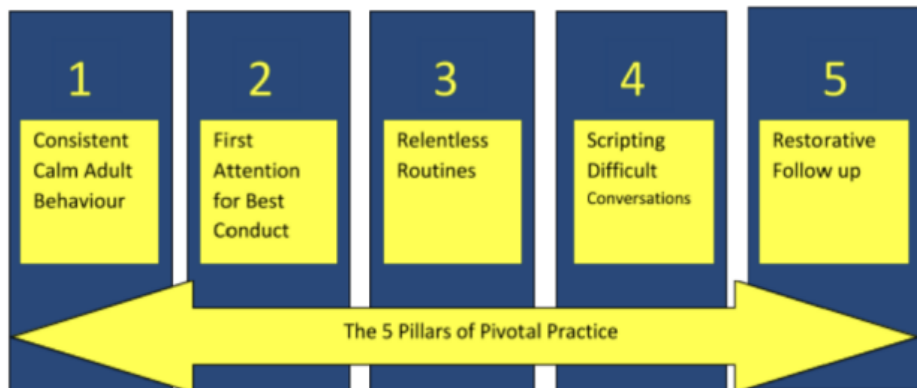 1
Consistent
Calm Adult
Behaviour
2
First
Attention
for Best
Conduct
3
Relentless
Routines
4
Scripting
Difficult
Conversations
5
Restorative
Follow up
The 5 Pillars of Pivotal Practice